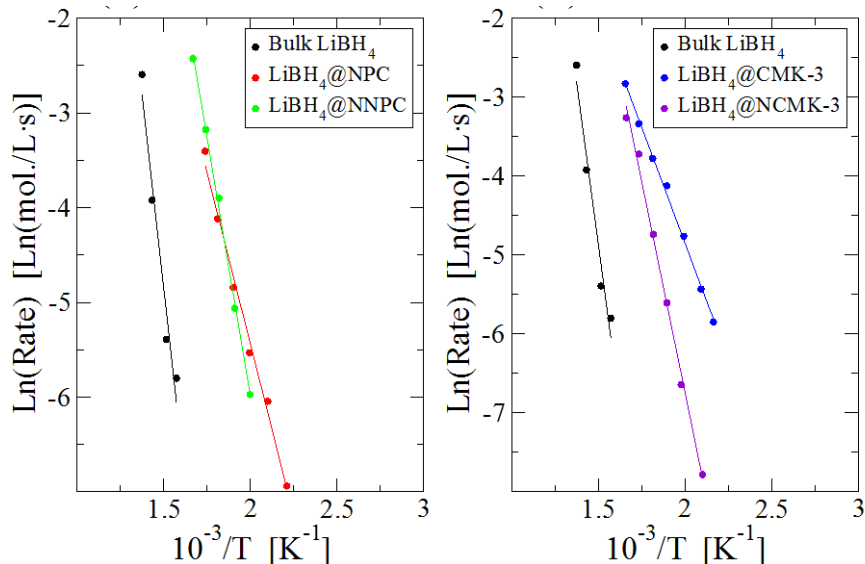 -2
-3
-4
-5
-6
Ln(Rate) [Ln(mol./L·s)]
Bulk LiBH₄
LiBH₄@NPC
LiBH₄@NNPC
1.5 2 2.5 3
10⁻³/T [K⁻¹]
-2
-3
-4
-5
-6
-7
Ln(Rate) [Ln(mol./L·s)]
Bulk LiBH₄
LiBH₄@CMK-3
LiBH₄@NCMK-3
1.5 2 2.5 3
10⁻³/T [K⁻¹]